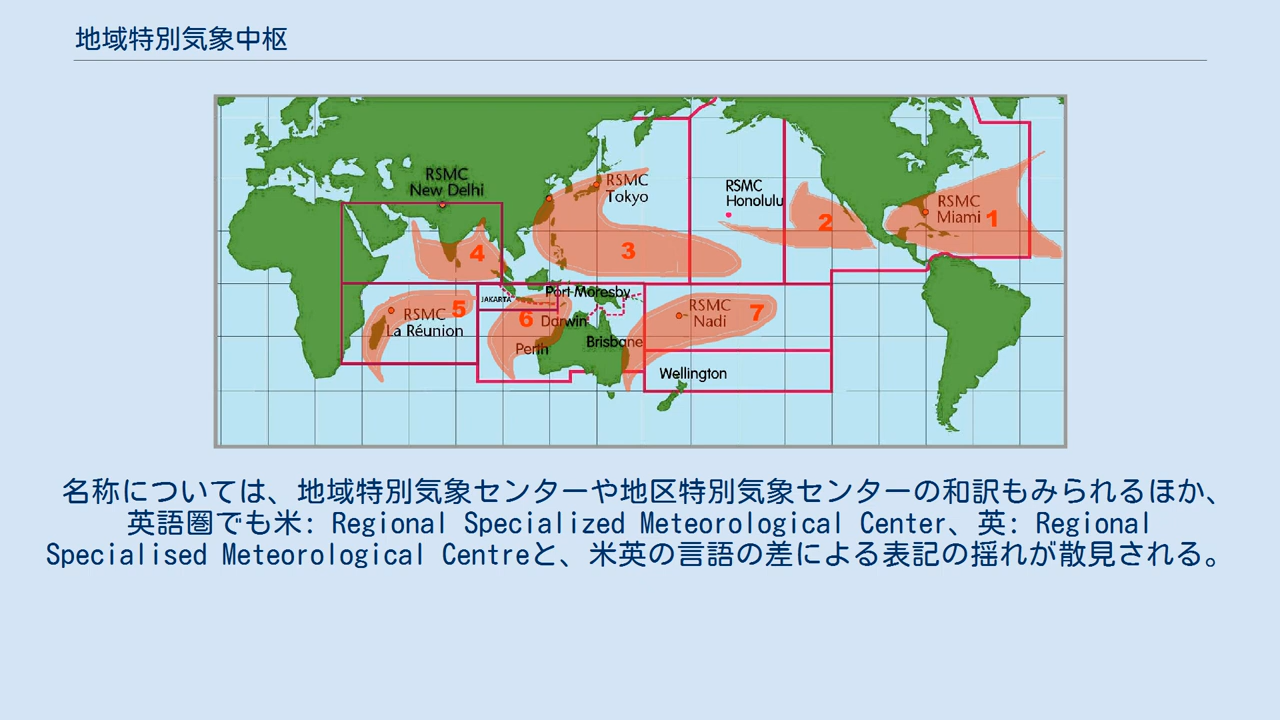 地域特別気象中枢
RSMC
New Delhi
RSMC
Tokyo
RSMC
Honolulu
RSMC
Miami
1
2
3
4
5
RSMC
La Réunion
JAKARTA
Port Moresby
6
Darwin
Perth
Brisbane
RSMC
Nadi
7
Wellington
名称については、地域特別気象センターや地区特別気象センターの和訳もみられるほか、
英語圏でも米: Regional Specialized Meteorological Center、英: Regional
Specialised Meteorological Centreと、米英の言語の差による表記の揺れが散見される。